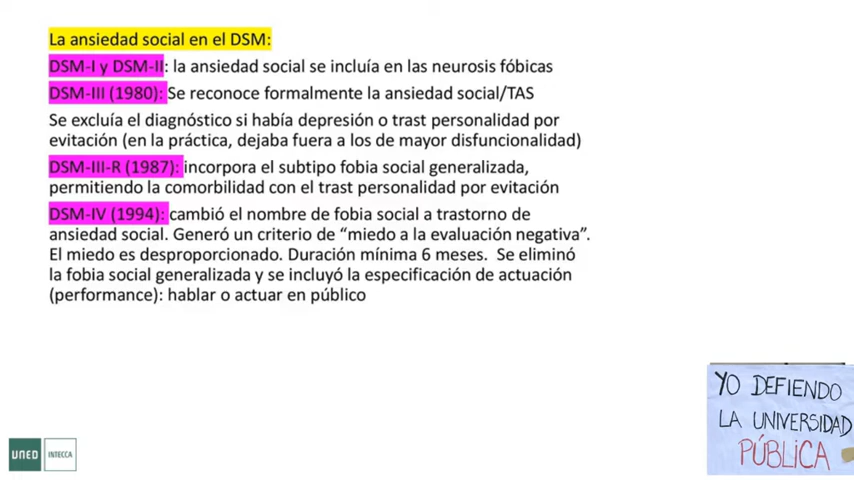 La ansiedad social en el DSM:
DSM-I y DSM-II: la ansiedad social se incluía en las neurosis fóbicas
DSM-III (1980): Se reconoce formalmente la ansiedad social/TAS
Se excluía el diagnóstico si había depresión o trast personalidad por
evitación (en la práctica, dejaba fuera a los de mayor disfuncionalidad)
DSM-III-R (1987): incorpora el subtipo fobia social generalizada,
permitiendo la comorbilidad con el trast personalidad por evitación
DSM-IV (1994): cambió el nombre de fobia social a trastorno de
ansiedad social. Generó un criterio de “miedo a la evaluación negativa”.
El miedo es desproporcionado. Duración mínima 6 meses. Se eliminó
la fobia social generalizada y se incluyó la especificación de actuación
(performance): hablar o actuar en público
YO DEFIENDO
LA UNIVERSIDAD
PÚBLICA
UNED INTECCA